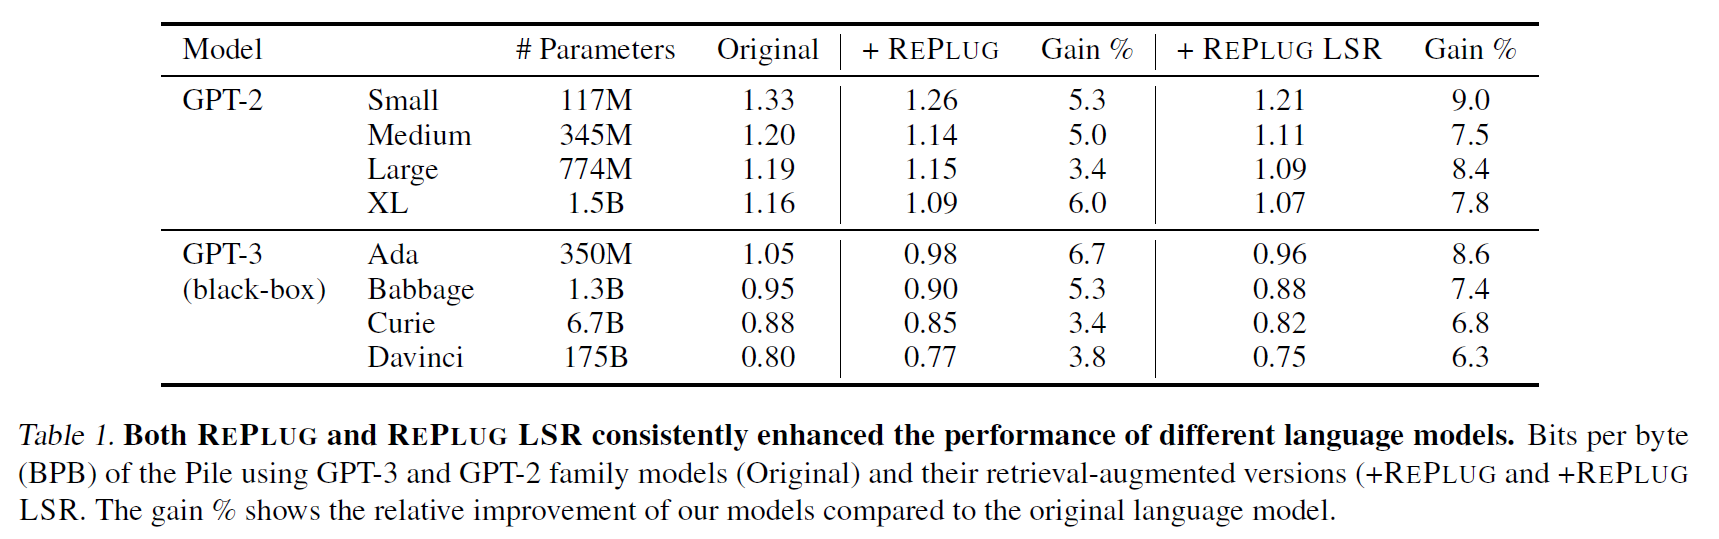 Model # Parameters Original + REPLUG Gain % + REPLUG LSR Gain %
GPT-2 Small 117M 1.33 1.26 5.3 1.21 9.0
Medium 345M 1.20 1.14 5.0 1.11 7.5
Large 774M 1.19 1.15 3.4 1.09 8.4
XL 1.5B 1.16 1.09 6.0 1.07 7.8
GPT-3 Ada 350M 1.05 0.98 6.7 0.96 8.6
(black-box) Babbage 1.3B 0.95 0.90 5.3 0.88 7.4
Curie 6.7B 0.88 0.85 3.4 0.82 6.8
Davinci 175B 0.80 0.77 3.8 0.75 6.3
Table 1. Both REPLUG and REPLUG LSR consistently enhanced the performance of different language models. Bits per byte
(BPB) of the Pile using GPT-3 and GPT-2 family models (Original) and their retrieval-augmented versions (+REPLUG and +REPLUG
LSR. The gain % shows the relative improvement of our models compared to the original language model.